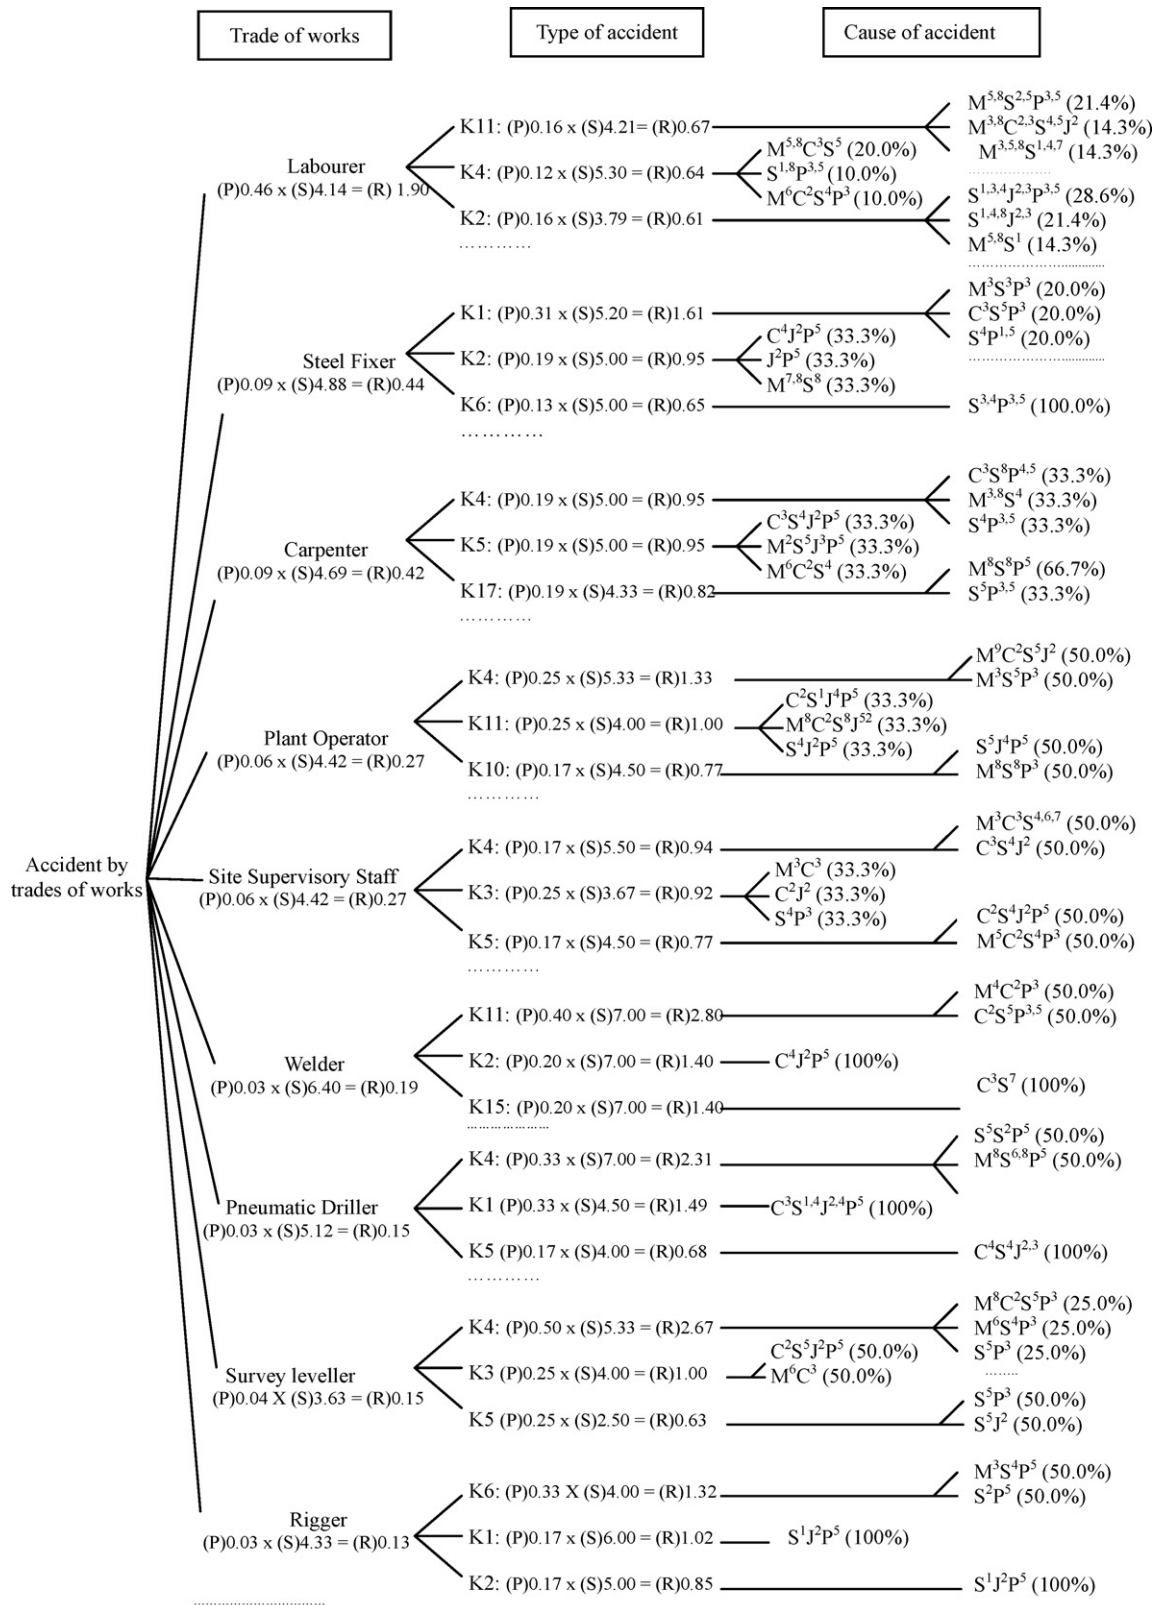 Trade of works
Type of accident
Cause of accident
Accident by
trades of works
Labourer
(P)0.46 x (S)4.14 = (R) 1.90
K11: (P)0.16 x (S)4.21= (R)0.67
M⁵,⁸S²,⁵P³,⁵ (21.4%)
M³,⁸C²,³S⁴,⁵J² (14.3%)
M³,⁵,⁸S¹,⁴,⁷ (14.3%)
....................
K4: (P)0.12 x (S)5.30 = (R)0.64
M⁵,⁸C³S⁵ (20.0%)
S¹,⁸P³,⁵ (10.0%)
M⁶C²S⁴P³ (10.0%)
K2: (P)0.16 x (S)3.79 = (R)0.61
S¹,³,⁴J²,³P³,⁵ (28.6%)
S¹,⁴,⁸J²,³ (21.4%)
M⁵,⁸S¹ (14.3%)
..............................
…………
Steel Fixer
(P)0.09 x (S)4.88 = (R)0.44
K1: (P)0.31 x (S)5.20 = (R)1.61
M³S³P³ (20.0%)
C³S⁵P³ (20.0%)
S⁴P¹,⁵ (20.0%)
..............................
K2: (P)0.19 x (S)5.00 = (R)0.95
C⁴J²P⁵ (33.3%)
J²P⁵ (33.3%)
M⁷,⁸S⁸ (33.3%)
K6: (P)0.13 x (S)5.00 = (R)0.65
S³,⁴P³,⁵ (100.0%)
…………
Carpenter
(P)0.09 x (S)4.69 = (R)0.42
K4: (P)0.19 x (S)5.00 = (R)0.95
C³S⁸P⁴,⁵ (33.3%)
M³,⁸S⁴ (33.3%)
S⁴P³,⁵ (33.3%)
K5: (P)0.19 x (S)5.00 = (R)0.95
C³S⁴J²P⁵ (33.3%)
M²S⁵J³P⁵ (33.3%)
M⁶C²S⁴ (33.3%)
K17: (P)0.19 x (S)4.33 = (R)0.82
M⁸S⁸P⁵ (66.7%)
S⁵P³,⁵ (33.3%)
…………
Plant Operator
(P)0.06 x (S)4.42 = (R)0.27
K4: (P)0.25 x (S)5.33 = (R)1.33
M⁹C²S⁵J² (50.0%)
M³S⁵P³ (50.0%)
K11: (P)0.25 x (S)4.00 = (R)1.00
C²S¹J⁴P⁵ (33.3%)
M⁸C²S⁸J⁵² (33.3%)
S⁴J²P⁵ (33.3%)
K10: (P)0.17 x (S)4.50 = (R)0.77
S⁵J⁴P⁵ (50.0%)
M⁸S⁸P³ (50.0%)
…………
Site Supervisory Staff
(P)0.06 x (S)4.42 = (R)0.27
K4: (P)0.17 x (S)5.50 = (R)0.94
M³C³S⁴,⁶,⁷ (50.0%)
C³S⁴J² (50.0%)
K3: (P)0.25 x (S)3.67 = (R)0.92
M³C³ (33.3%)
C²J² (33.3%)
S⁴P³ (33.3%)
K5: (P)0.17 x (S)4.50 = (R)0.77
C²S⁴J²P⁵ (50.0%)
M⁵C²S⁴P³ (50.0%)
…………
Welder
(P)0.03 x (S)6.40 = (R)0.19
K11: (P)0.40 x (S)7.00 = (R)2.80
M⁴C²P³ (50.0%)
C²S⁵P³,⁵ (50.0%)
K2: (P)0.20 x (S)7.00 = (R)1.40
C⁴J²P⁵ (100%)
K15: (P)0.20 x (S)7.00 = (R)1.40
C³S⁷ (100%)
.....................
Pneumatic Driller
(P)0.03 x (S)5.12 = (R)0.15
K4: (P)0.33 x (S)7.00 = (R)2.31
S⁵S²P⁵ (50.0%)
M⁸S⁶,⁸P⁵ (50.0%)
K1 (P)0.33 x (S)4.50 = (R)1.49
C³S¹,⁴J²,⁴P⁵ (100%)
K5 (P)0.17 x (S)4.00 = (R)0.68
C⁴S⁴J²,³ (100%)
…………
Survey leveller
(P)0.04 X (S)3.63 = (R)0.15
K4: (P)0.50 x (S)5.33 = (R)2.67
M⁸C²S⁵P³ (25.0%)
M⁶S⁴P³ (25.0%)
S⁵P³ (25.0%)
........
K3 (P)0.25 x (S)4.00 = (R)1.00
C²S⁵J²P⁵ (50.0%)
M⁶C³ (50.0%)
K5 (P)0.25 x (S)2.50 = (R)0.63
S⁵P³ (50.0%)
S⁵J² (50.0%)
Rigger
(P)0.03 x (S)4.33 = (R)0.13
K6: (P)0.33 X (S)4.00 = (R)1.32
M³S⁴P⁵ (50.0%)
S²P⁵ (50.0%)
K1: (P)0.17 x (S)6.00 = (R)1.02
S¹J²P⁵ (100%)
K2: (P)0.17 x (S)5.00 = (R)0.85
S¹J²P⁵ (100%)
..............................